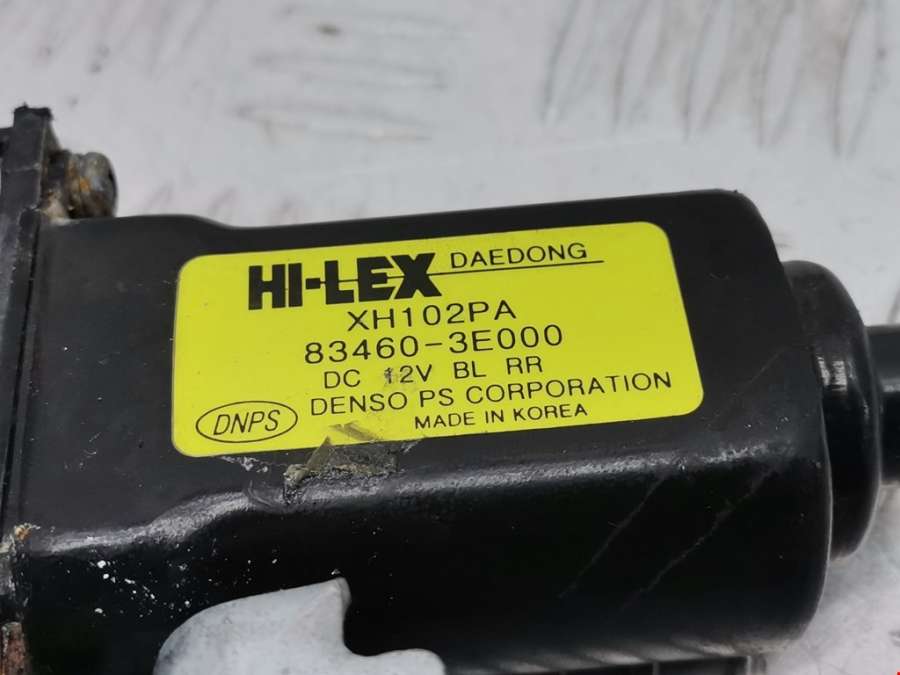 HI-LEX DAEDONG
XH102PA
83460-3E000
DC 12V BL RR
DENSO PS CORPORATION
DNPS MADE IN KOREA